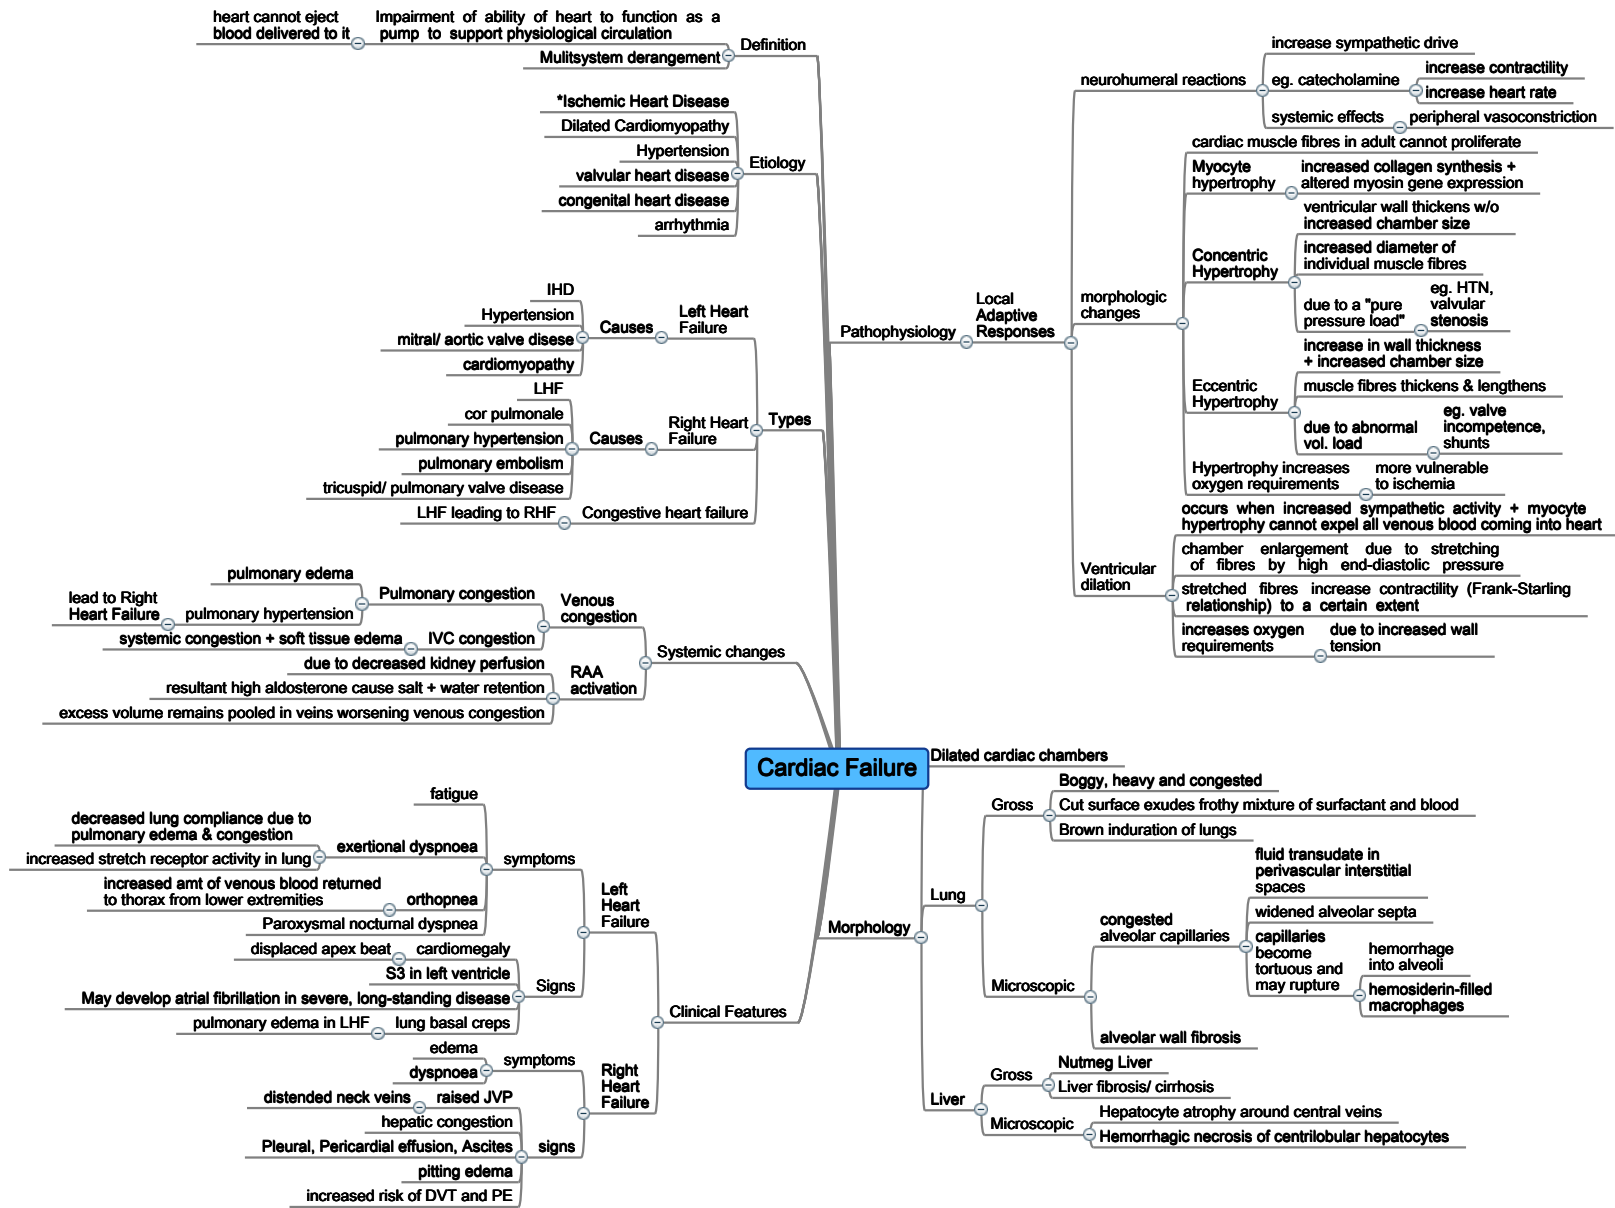 heart cannot eject
blood delivered to it
Impairment of ability of heart to function as a
pump to support physiological circulation
Mulitsystem derangement
Definition
*Ischemic Heart Disease
Dilated Cardiomyopathy
Hypertension
valvular heart disease
congenital heart disease
arrhythmia
Etiology
IHD
Hypertension
mitral/ aortic valve disese
cardiomyopathy
Causes
Left Heart
Failure
LHF
cor pulmonale
pulmonary hypertension
pulmonary embolism
tricuspid/ pulmonary valve disease
Causes
Right Heart
Failure
LHF leading to RHF
Congestive heart failure
Types
pulmonary edema
lead to Right
Heart Failure
pulmonary hypertension
Pulmonary congestion
systemic congestion + soft tissue edema
IVC congestion
Venous
congestion
due to decreased kidney perfusion
resultant high aldosterone cause salt + water retention
excess volume remains pooled in veins worsening venous congestion
RAA
activation
Systemic changes
Cardiac Failure
fatigue
decreased lung compliance due to
pulmonary edema & congestion
increased stretch receptor activity in lung
exertional dyspnoea
increased amt of venous blood returned
to thorax from lower extremities
orthopnea
Paroxysmal nocturnal dyspnea
symptoms
displaced apex beat
cardiomegaly
S3 in left ventricle
May develop atrial fibrillation in severe, long-standing disease
pulmonary edema in LHF
lung basal creps
Signs
Left
Heart
Failure
edema
dyspnoea
symptoms
distended neck veins
raised JVP
hepatic congestion
Pleural, Pericardial effusion, Ascites
pitting edema
increased risk of DVT and PE
signs
Right
Heart
Failure
Clinical Features
Pathophysiology
Local
Adaptive
Responses
neurohumeral reactions
increase sympathetic drive
eg. catecholamine
increase contractility
increase heart rate
systemic effects
peripheral vasoconstriction
morphologic
changes
cardiac muscle fibres in adult cannot proliferate
Myocyte
hypertrophy
increased collagen synthesis +
altered myosin gene expression
Concentric
Hypertrophy
ventricular wall thickens w/o
increased chamber size
increased diameter of
individual muscle fibres
due to a "pure
pressure load"
eg. HTN,
valvular
stenosis
Eccentric
Hypertrophy
increase in wall thickness
+ increased chamber size
muscle fibres thickens & lengthens
due to abnormal
vol. load
eg. valve
incompetence,
shunts
Hypertrophy increases
oxygen requirements
more vulnerable
to ischemia
Ventricular
dilation
occurs when increased sympathetic activity + myocyte
hypertrophy cannot expel all venous blood coming into heart
chamber enlargement due to stretching
of fibres by high end-diastolic pressure
stretched fibres increase contractility (Frank-Starling
relationship) to a certain extent
increases oxygen
requirements
due to increased wall
tension
Morphology
Dilated cardiac chambers
Lung
Gross
Boggy, heavy and congested
Cut surface exudes frothy mixture of surfactant and blood
Brown induration of lungs
Microscopic
congested
alveolar capillaries
fluid transudate in
perivascular interstitial
spaces
widened alveolar septa
capillaries
become
tortuous and
may rupture
hemorrhage
into alveoli
hemosiderin-filled
macrophages
alveolar wall fibrosis
Liver
Gross
Nutmeg Liver
Liver fibrosis/ cirrhosis
Microscopic
Hepatocyte atrophy around central veins
Hemorrhagic necrosis of centrilobular hepatocytes